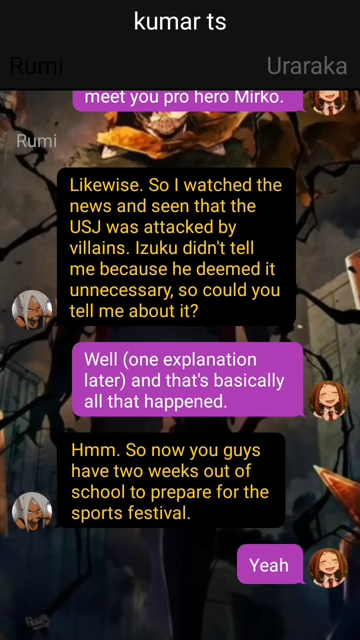 kumar ts
Rumi
Uraraka
meet you pro hero Mirko.
Rumi
Likewise. So I watched the
news and seen that the
USJ was attacked by
villains. Izuku didn't tell
me because he deemed it
unnecessary, so could you
tell me about it?
Well (one explanation
later) and that's basically
all that happened.
Hmm. So now you guys
have two weeks out of
school to prepare for the
sports festival.
Yeah